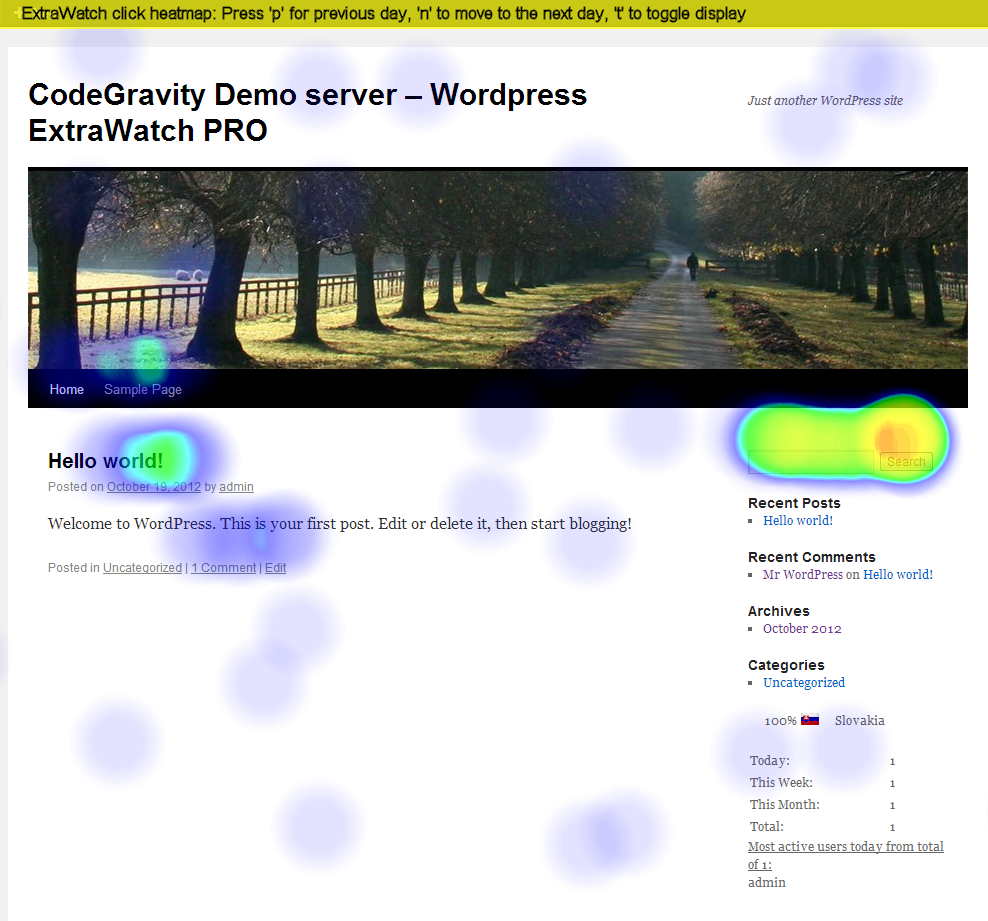 ExtraWatch click heatmap: Press 'p' for previous day, 'n' to move to the next day, 't' to toggle display
CodeGravity Demo server – Wordpress
ExtraWatch PRO
Just another WordPress site
Home
Sample Page
Hello world!
Posted on October 19, 2012 by admin
Welcome to WordPress. This is your first post. Edit or delete it, then start blogging!
Posted in Uncategorized | 1 Comment | Edit
Search
Recent Posts
Hello world!
Recent Comments
Mr WordPress on Hello world!
Archives
October 2012
Categories
Uncategorized
100% Slovakia
Today: 1
This Week: 1
This Month: 1
Total: 1
Most active users today from total
of 1:
admin